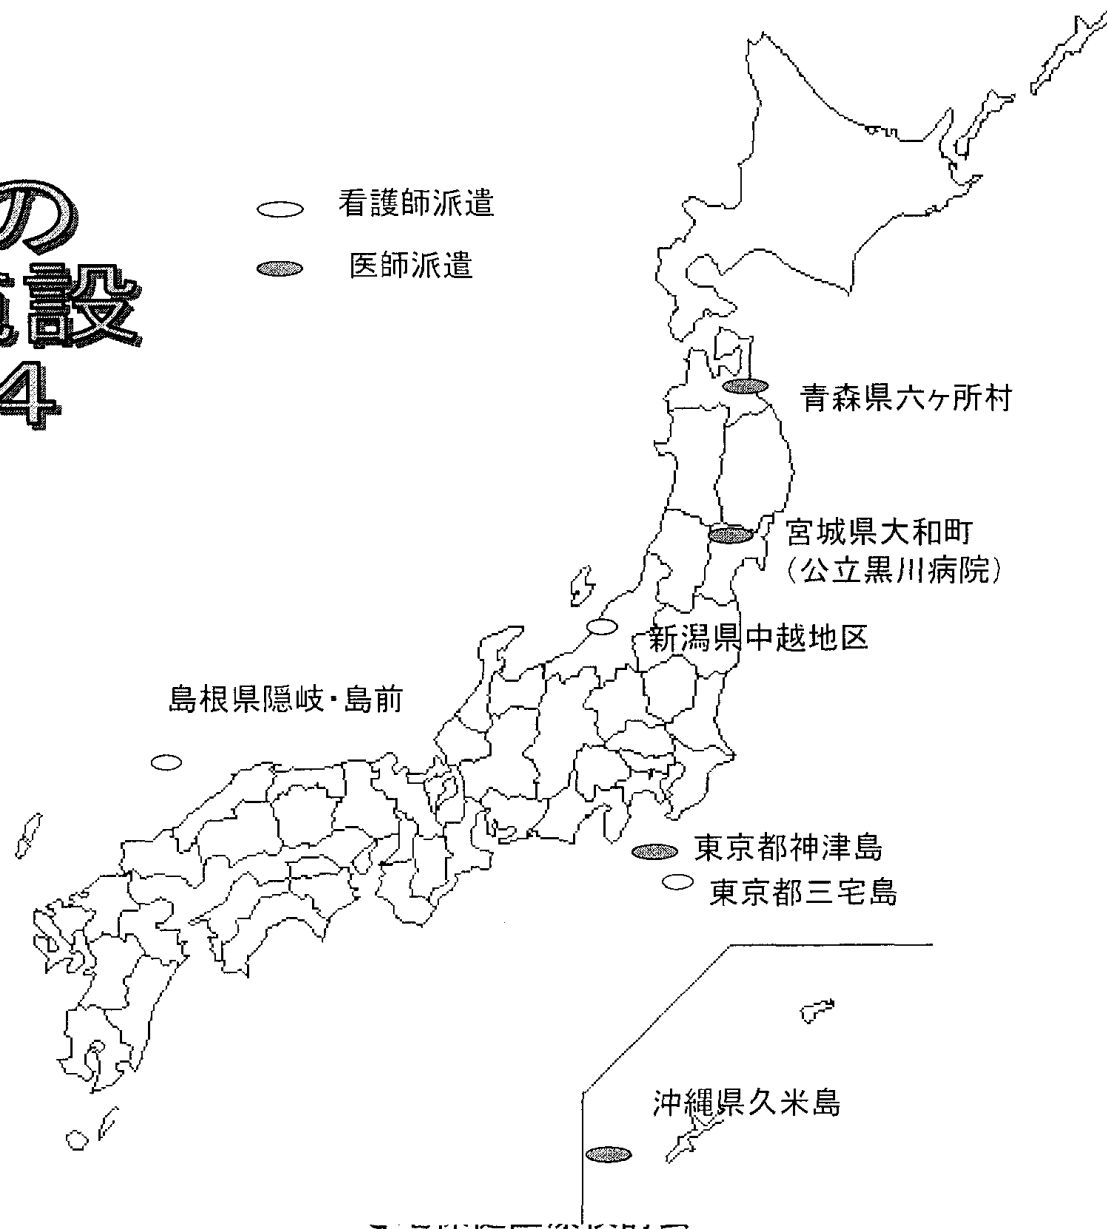 の
設
4
看護師派遣
医師派遣
青森県六ヶ所村
宮城県大和町
（公立黒川病院）
新潟県中越地区
島根県隠岐・島前
東京都神津島
東京都三宅島
沖縄県久米島